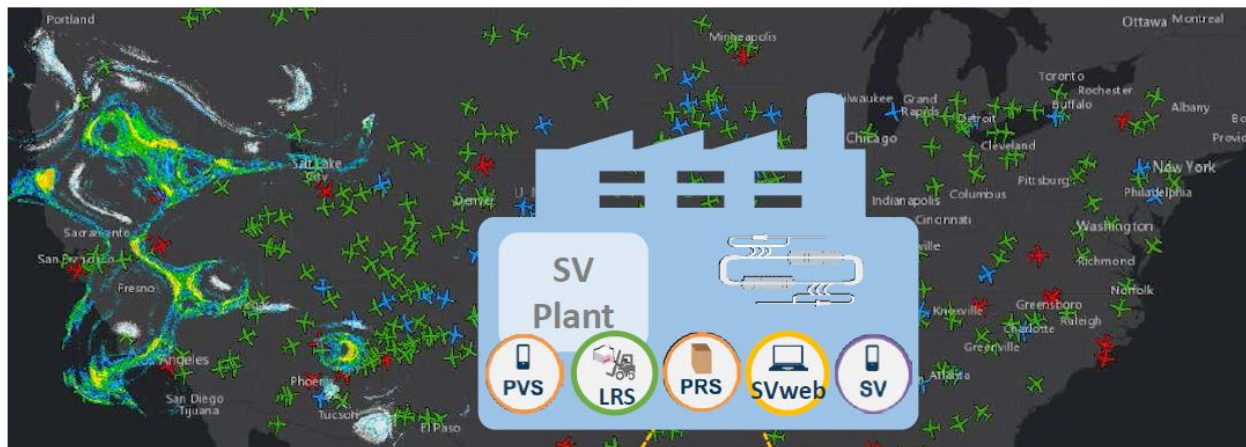 Portland
Ottawa Montreal
Minneapolis
Toronto
Rochester
Buffalo
Albany
Milwaukee
Grand
Rapids
Detroit
Chicago
Cleveland
New York
Salt Lake
City
Denver
Pittsburgh
Philadelphia
Indianapolis
Columbus
Cincinnati
Washington
Sacramento
San Francisco
Richmond
Fresno
Norfolk
SV
Plant
Knoxville
Greensboro
Raleigh
Charlotte
Greenville
Angeles
Phoenix
Atlanta
San Diego
Tijuana
Tucson
El Paso
PVS
LRS
PRS
SVweb
SV